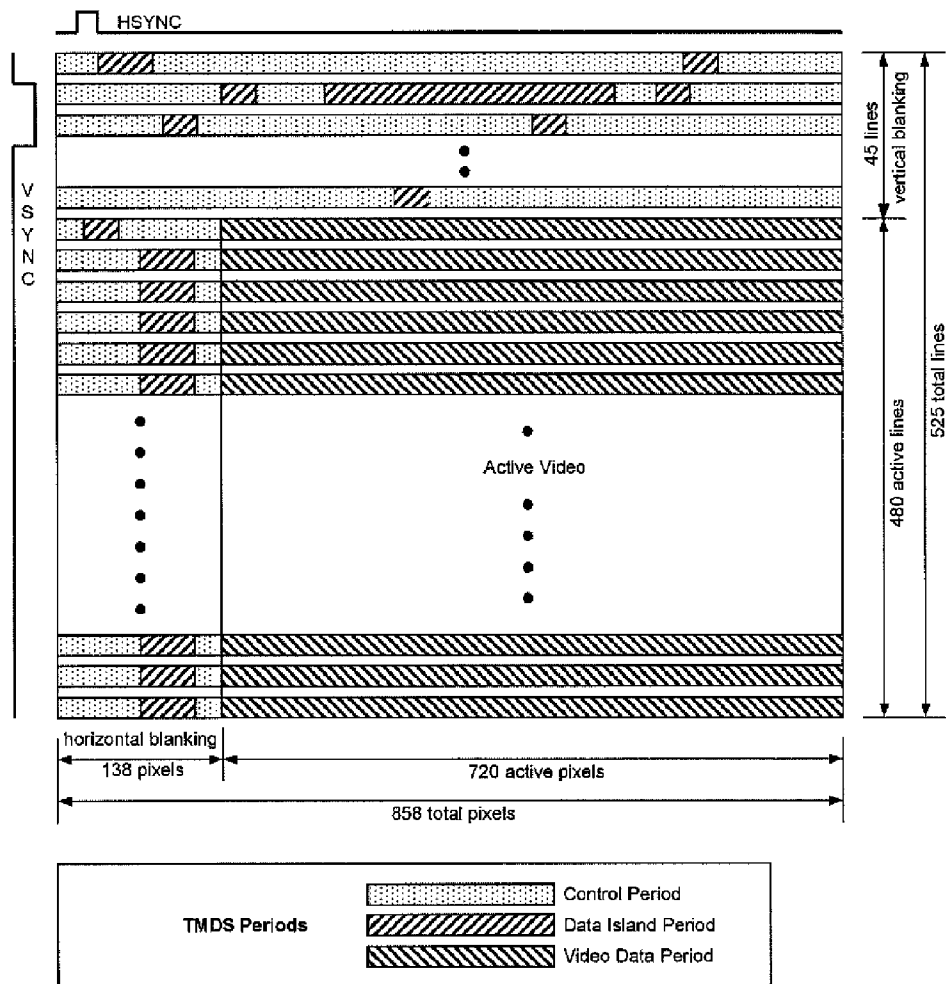 HSYNC
VSYNC
45 lines
vertical blanking
480 active lines
525 total lines
Active Video
horizontal blanking
138 pixels
720 active pixels
858 total pixels
TMDS Periods
Control Period
Data Island Period
Video Data Period